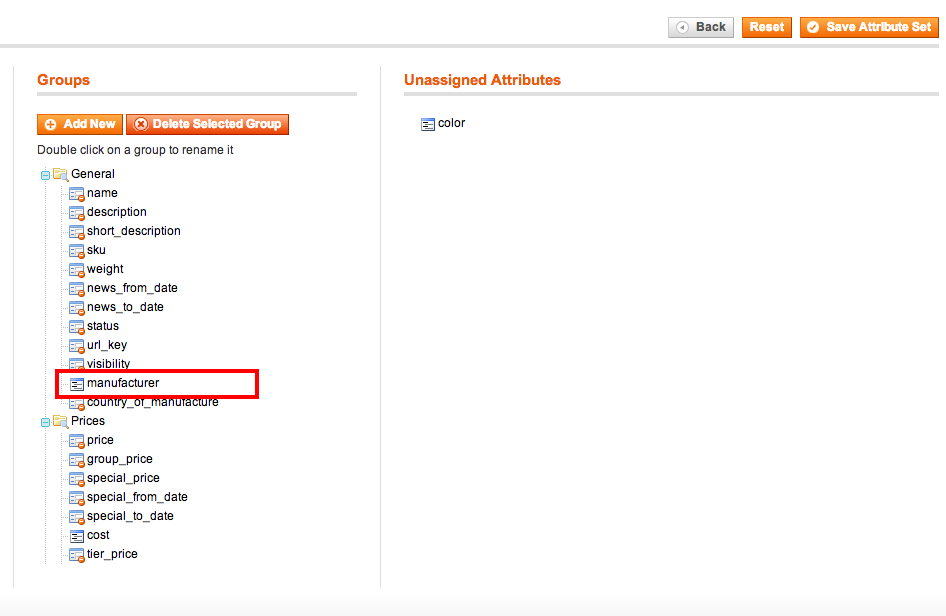 Back Reset Save Attribute Set
Groups
Add New Delete Selected Group
Double click on a group to rename it
General
name
description
short_description
sku
weight
news_from_date
news_to_date
status
url_key
visibility
manufacturer
country_of_manufacture
Prices
price
group_price
special_price
special_from_date
special_to_date
cost
tier_price
Unassigned Attributes
color